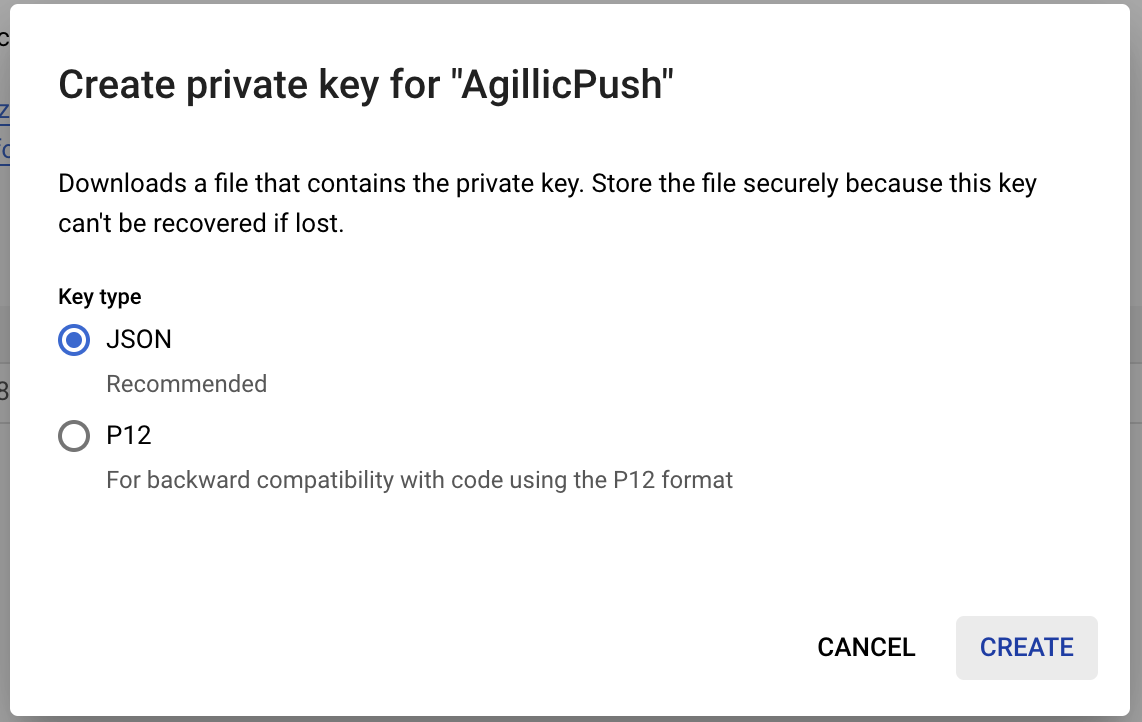 Create private key for "AgillicPush"
Downloads a file that contains the private key. Store the file securely because this key
can't be recovered if lost.
Key type
JSON
Recommended
P12
For backward compatibility with code using the P12 format
CANCEL
CREATE